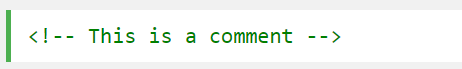 <!-- This is a comment -->